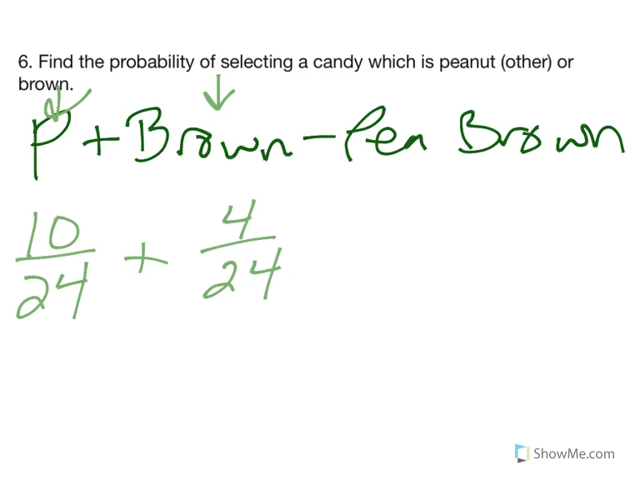 6. Find the probability of selecting a candy which is peanut (other) or
brown.
P + Brown - Pea Brown
10/24 + 4/24
ShowMe.com